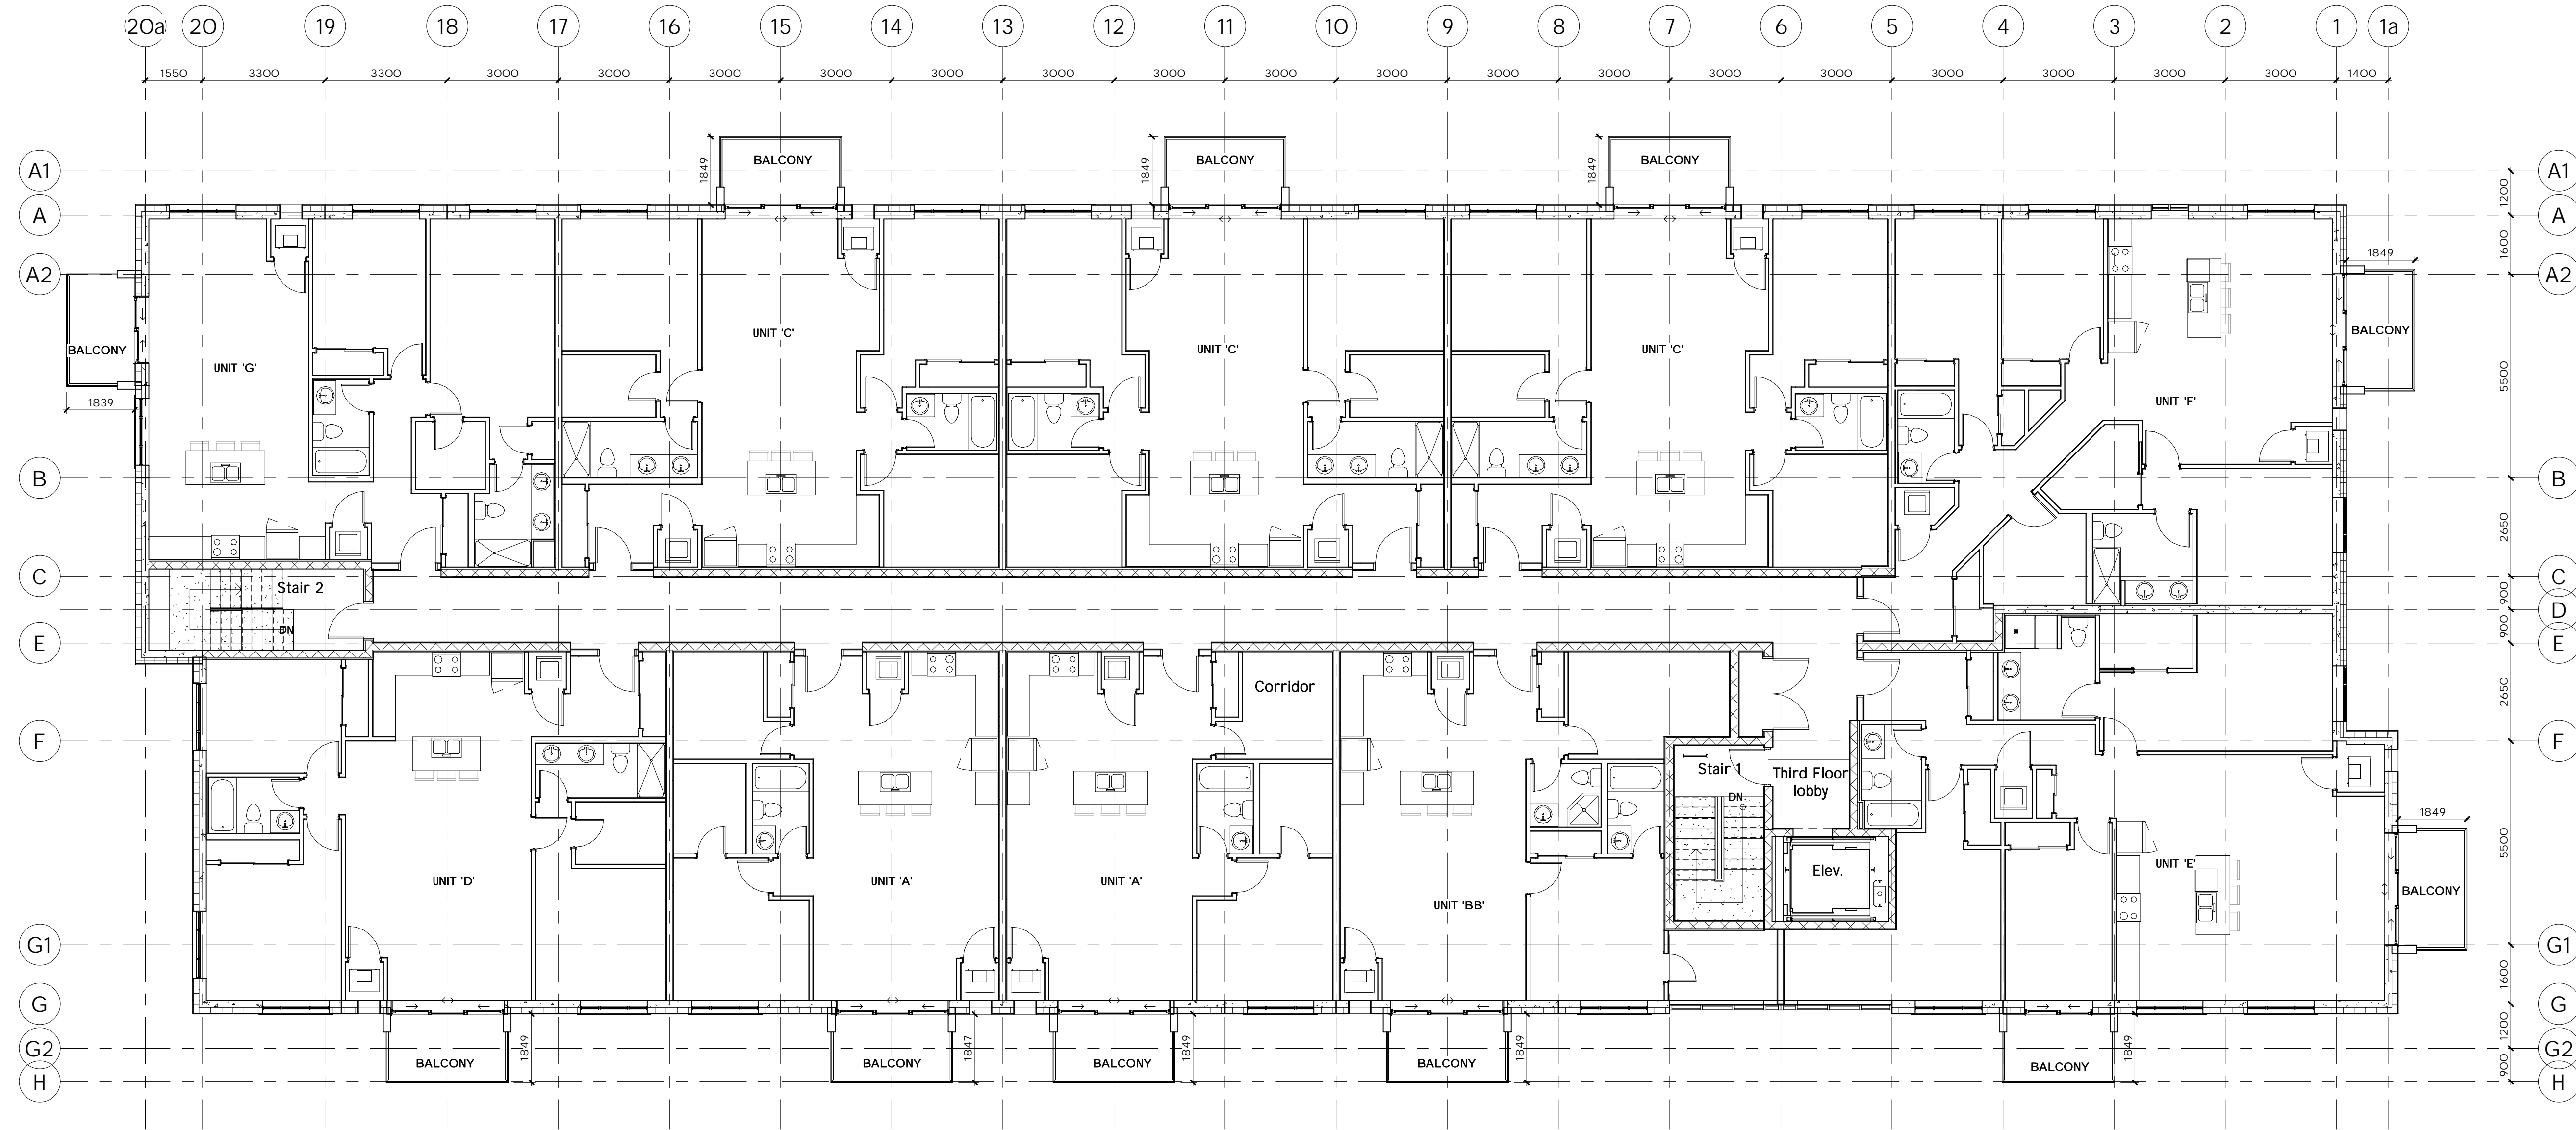 20a 20 19 18 17 16 15 14 13 12 11 10 9 8 7 6 5 4 3 2 1 1a
1550 3300 3300 3000 3000 3000 3000 3000 3000 3000 3000 3000 3000 3000 3000 3000 3000 3000 3000 3000 1400
1849 BALCONY 1849 BALCONY 1849 BALCONY
A1 A1
1200
A A
1600
1849
A2 A2
UNIT 'C'
BALCONY
BALCONY
UNIT 'C' UNIT 'C'
UNIT 'G'
5500
1839
UNIT 'F'
B B
2650
C C
Stair 2
900
D
DN
900
E E
Corridor
2650
F F
Stair 1
Third Floor
lobby
DN
1849
5500
UNIT 'E'
Elev.
UNIT 'D' UNIT 'A' UNIT 'A'
BALCONY
UNIT 'BB'
G1 G1
1600
G G
1200
G2 G2
BALCONY 1849 BALCONY 1847 BALCONY 1849 BALCONY 1849 BALCONY 1849
900
H H